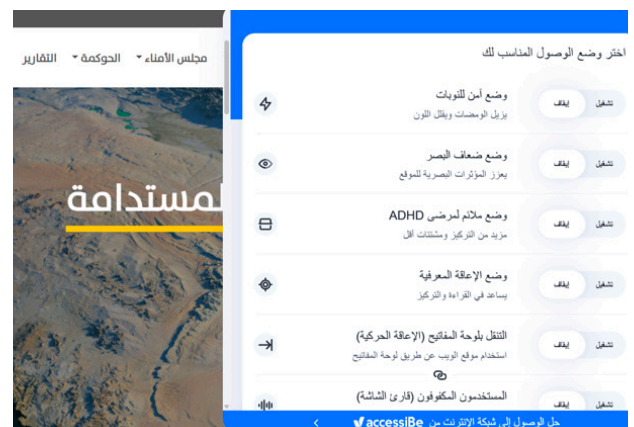 اختر وضع الوصول المناسب لك
وضع أمن للنوبات
يزيل الومضات ويقلل اللون
تشغيل إيقاف
وضع ضعاف البصر
يعزز المؤثرات البصرية للموقع
تشغيل إيقاف
وضع ملائم لمرضى ADHD
مزيد من التركيز ومشتتات أقل
تشغيل إيقاف
وضع الإعاقة المعرفية
يساعد في القراءة والتركيز
تشغيل إيقاف
التنقل بلوحة المفاتيح (الإعاقة الحركية)
استخدام موقع الويب عن طريق لوحة المفاتيح
تشغيل إيقاف
المستخدمون المكفوفون (قارئ الشاشة)
تشغيل إيقاف
حل الوصول إلى شبكة الإنترنت من accessiBe
مجلس الأمناء الحوكمة التقارير
لمستدامة